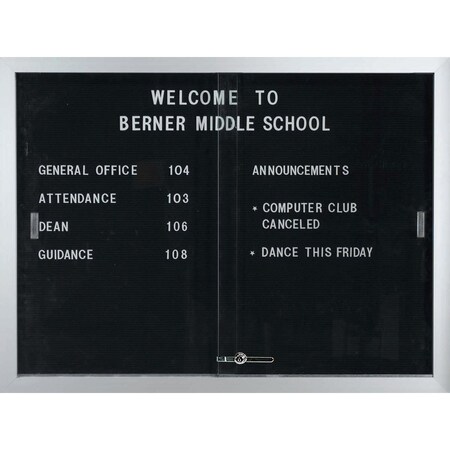 WELCOME TO
BERNER MIDDLE SCHOOL
GENERAL OFFICE 104
ATTENDANCE 103
DEAN 106
GUIDANCE 108
ANNOUNCEMENTS
* COMPUTER CLUB
CANCELED
* DANCE THIS FRIDAY